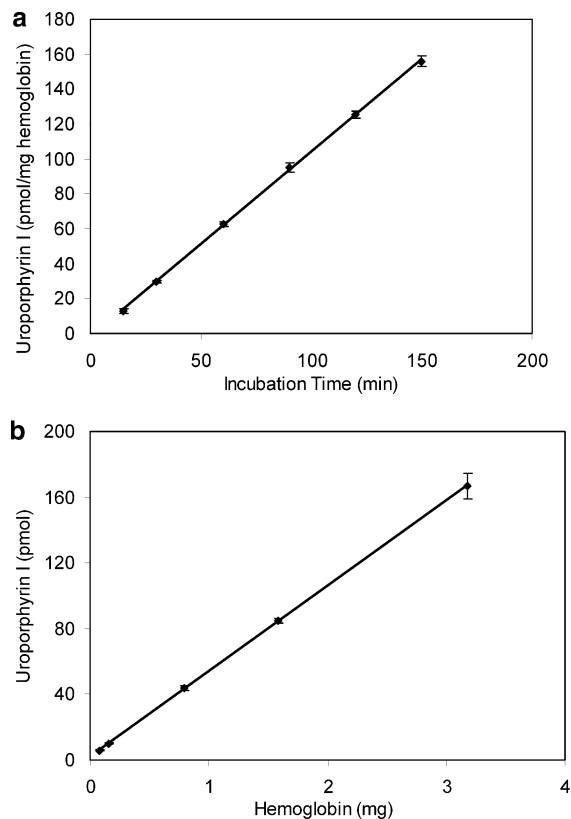 a
Uroporphyrin I (pmol/mg hemoglobin)
180
160
140
120
100
80
60
40
20
0
0 50 100 150 200
Incubation Time (min)
b
Uroporphyrin I (pmol)
200
160
80
40
0
0 1 2 3 4
Hemoglobin (mg)